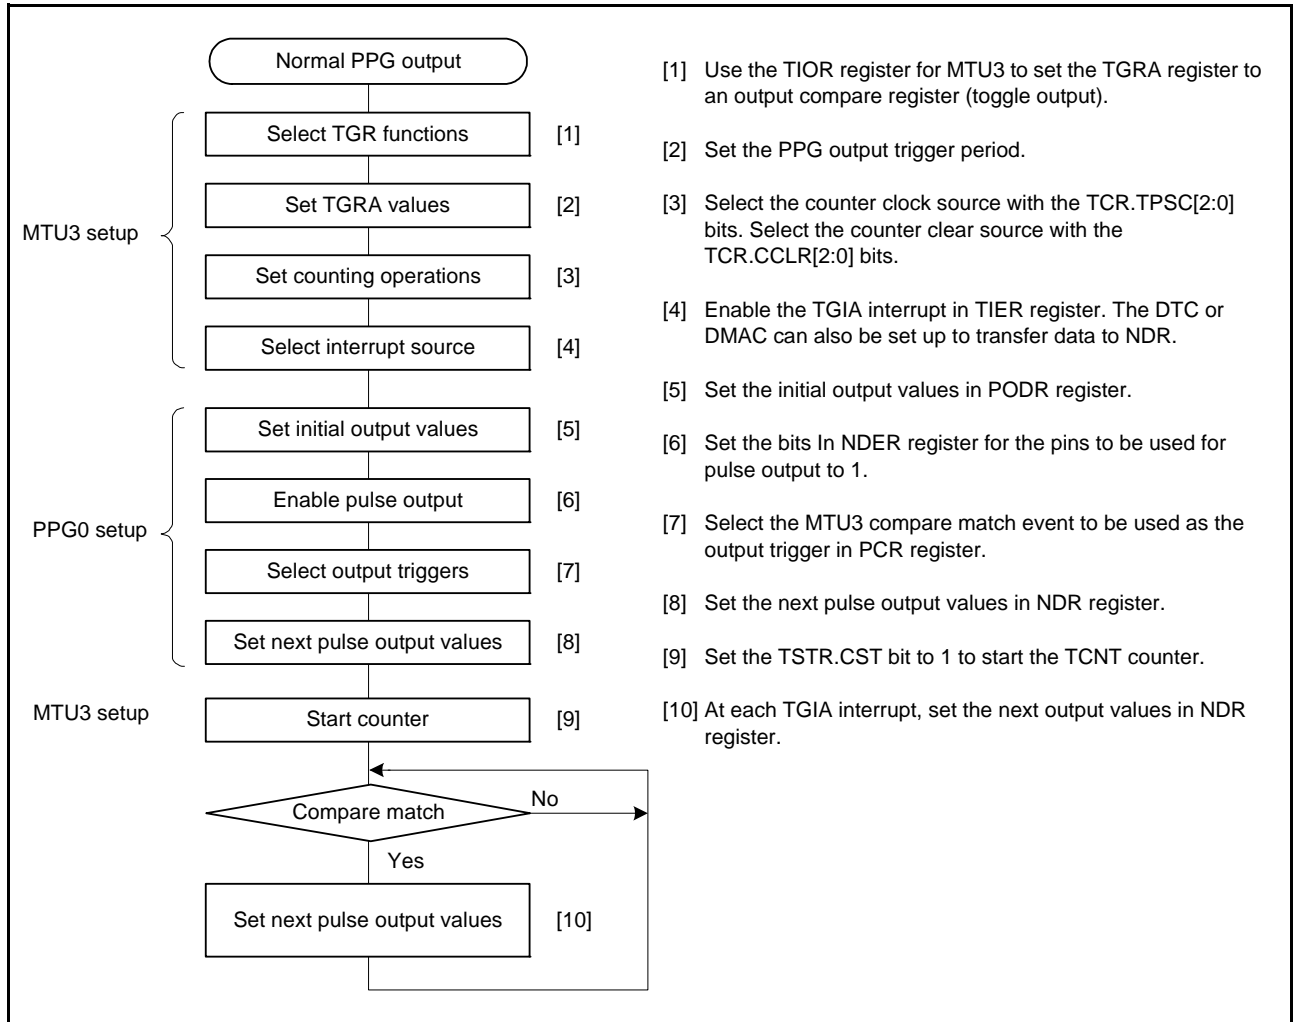 Normal PPG output
MTU3 setup
Select TGR functions [1]
Set TGRA values [2]
Set counting operations [3]
Select interrupt source [4]
PPG0 setup
Set initial output values [5]
Enable pulse output [6]
Select output triggers [7]
Set next pulse output values [8]
MTU3 setup
Start counter [9]
Compare match
No
Yes
Set next pulse output values [10]
[1] Use the TIOR register for MTU3 to set the TGRA register to
an output compare register (toggle output).
[2] Set the PPG output trigger period.
[3] Select the counter clock source with the TCR.TPSC[2:0]
bits. Select the counter clear source with the
TCR.CCLR[2:0] bits.
[4] Enable the TGIA interrupt in TIER register. The DTC or
DMAC can also be set up to transfer data to NDR.
[5] Set the initial output values in PODR register.
[6] Set the bits In NDER register for the pins to be used for
pulse output to 1.
[7] Select the MTU3 compare match event to be used as the
output trigger in PCR register.
[8] Set the next pulse output values in NDR register.
[9] Set the TSTR.CST bit to 1 to start the TCNT counter.
[10] At each TGIA interrupt, set the next output values in NDR
register.